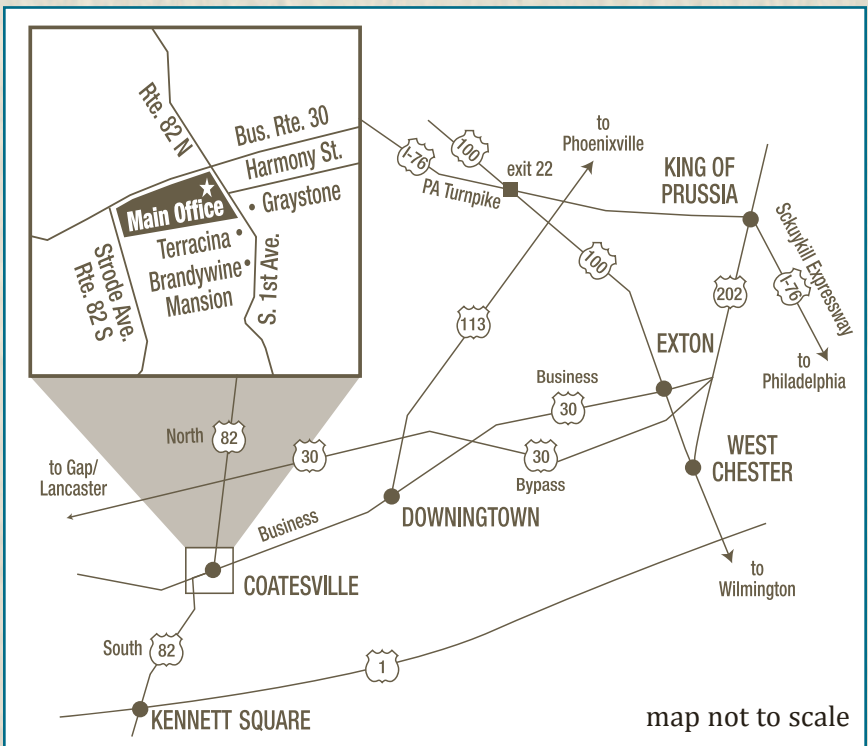 Rte. 82 N
Bus. Rte. 30
Harmony St.
Main Office
Graystone
Terracina
Brandywine
Mansion
Strode Ave.
Rte. 82 S
S. 1st Ave.
100
I-76
exit 22
PA Turnpike
to
Phoenixville
KING OF
PRUSSIA
Sckuykill Expressway
I-76
100
202
113
EXTON
to
Philadelphia
Business
30
North
82
30
30
Bypass
WEST
CHESTER
to Gap/
Lancaster
Business
DOWNINGTOWN
COATESVILLE
to
Wilmington
South
82
1
KENNETT SQUARE
map not to scale